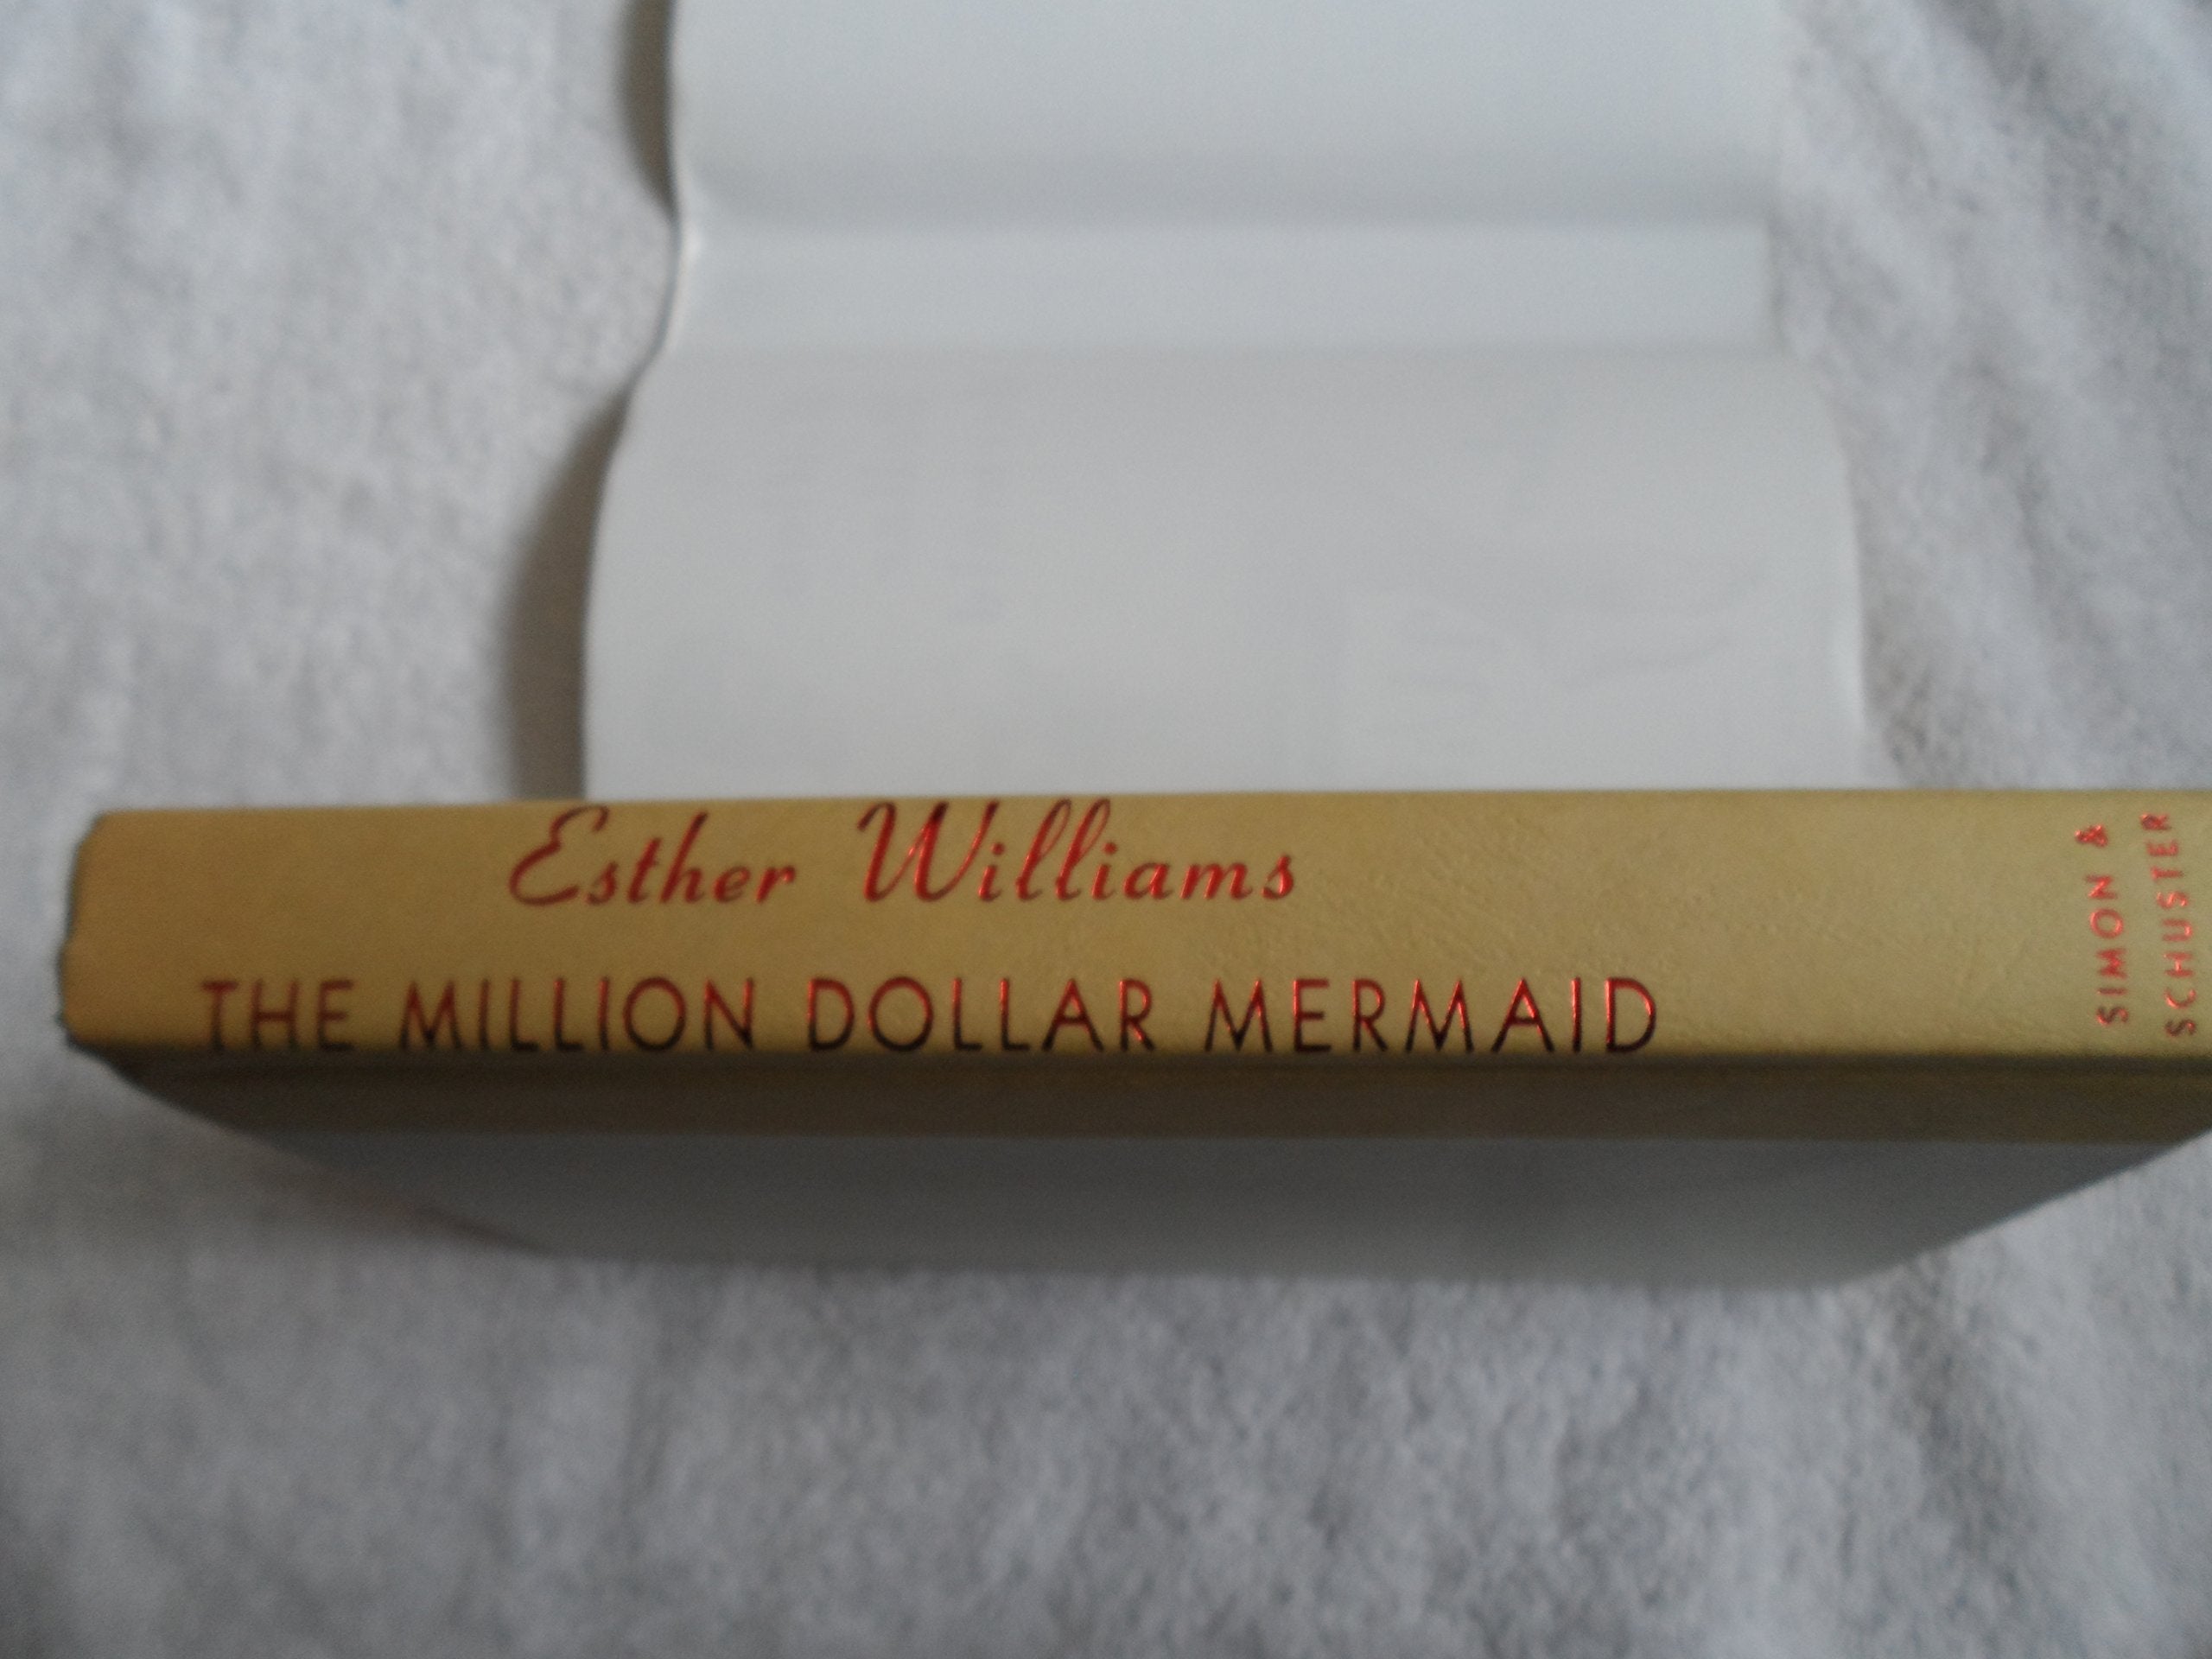 Esther Williams
THE MILLION DOLLAR MERMAID
SIMON &
SCHUSTER